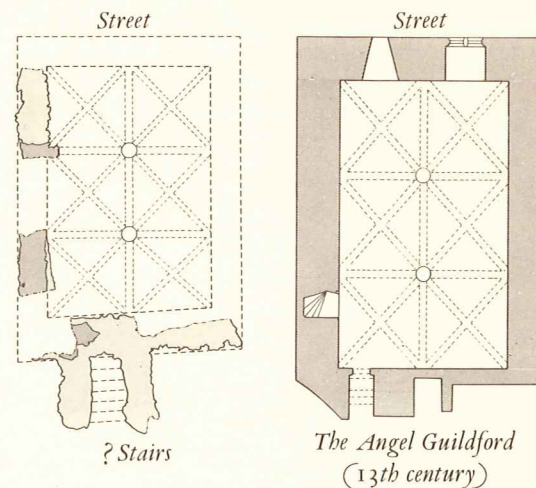 Street
Street
? Stairs
The Angel Guildford
(13th century)